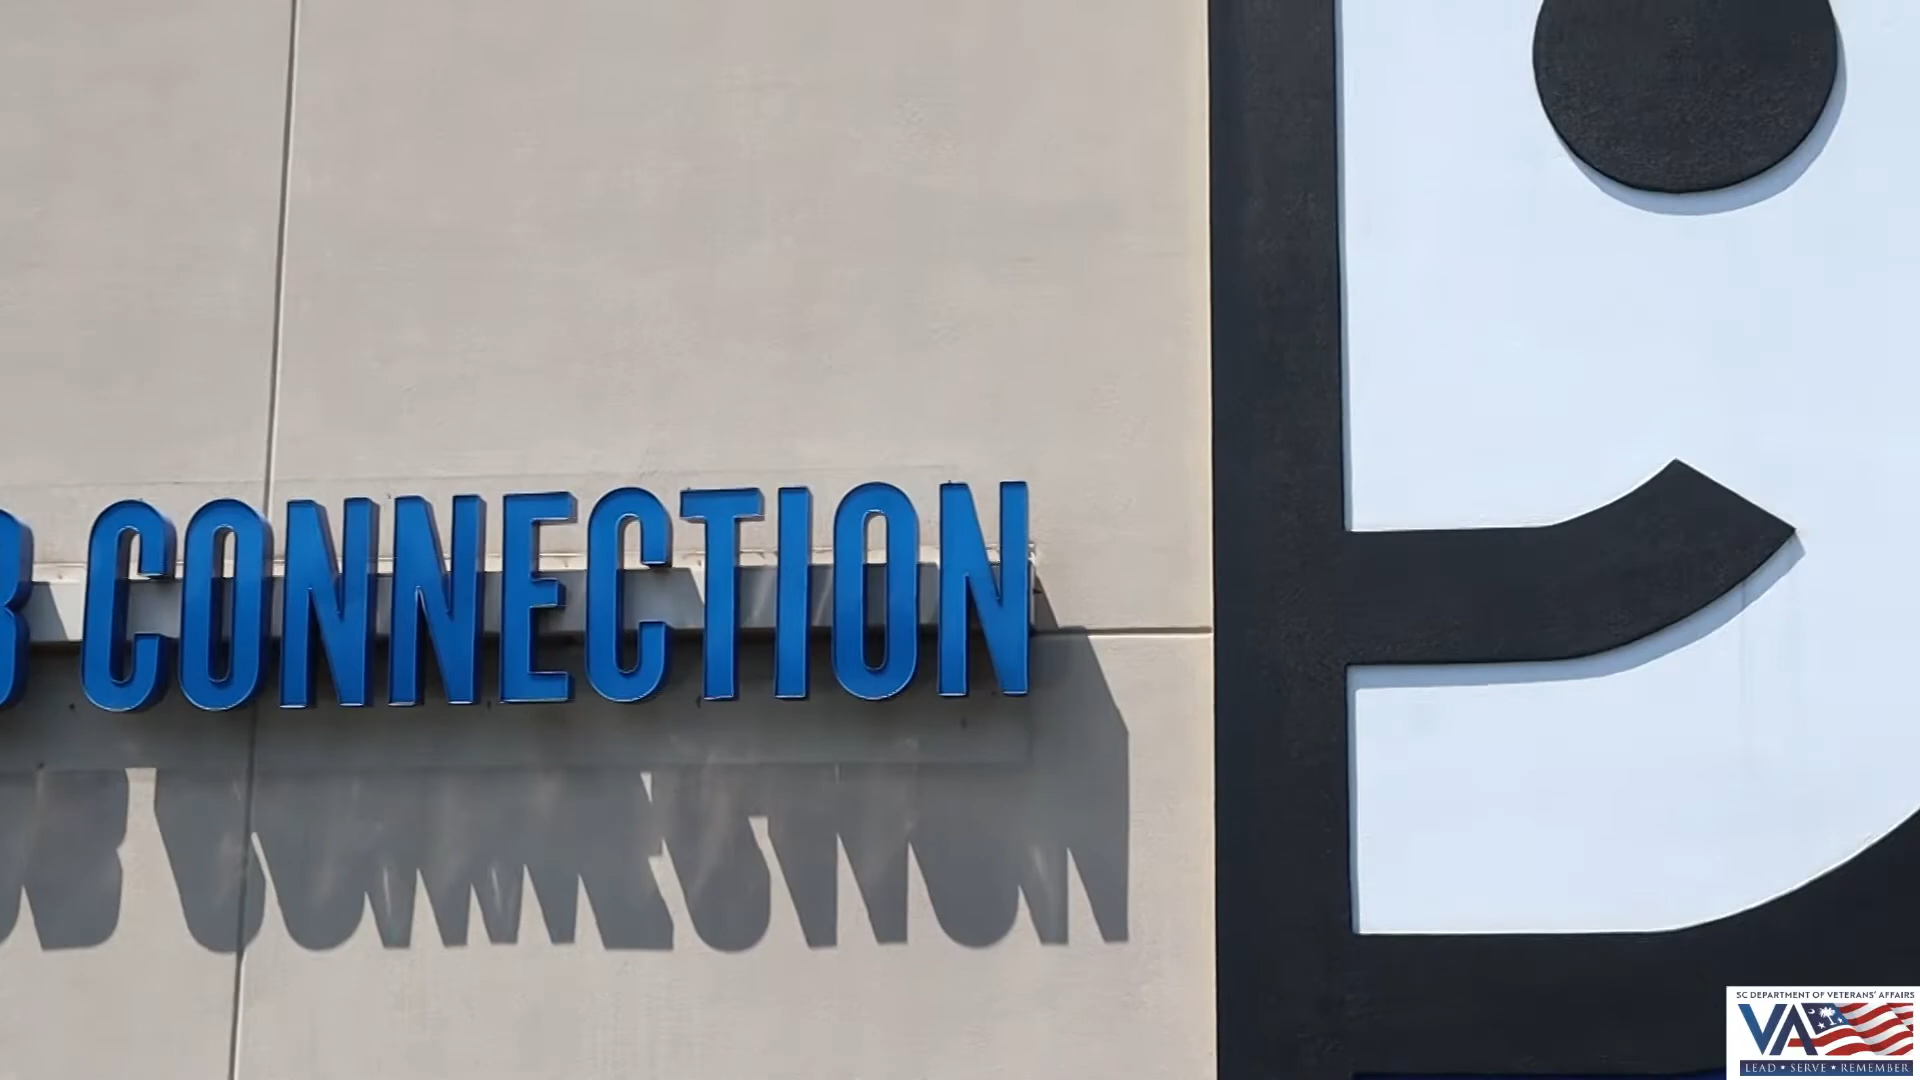 B CONNECTION
SC DEPARTMENT OF VETERANS' AFFAIRS
VA
LEAD • SERVE • REMEMBER